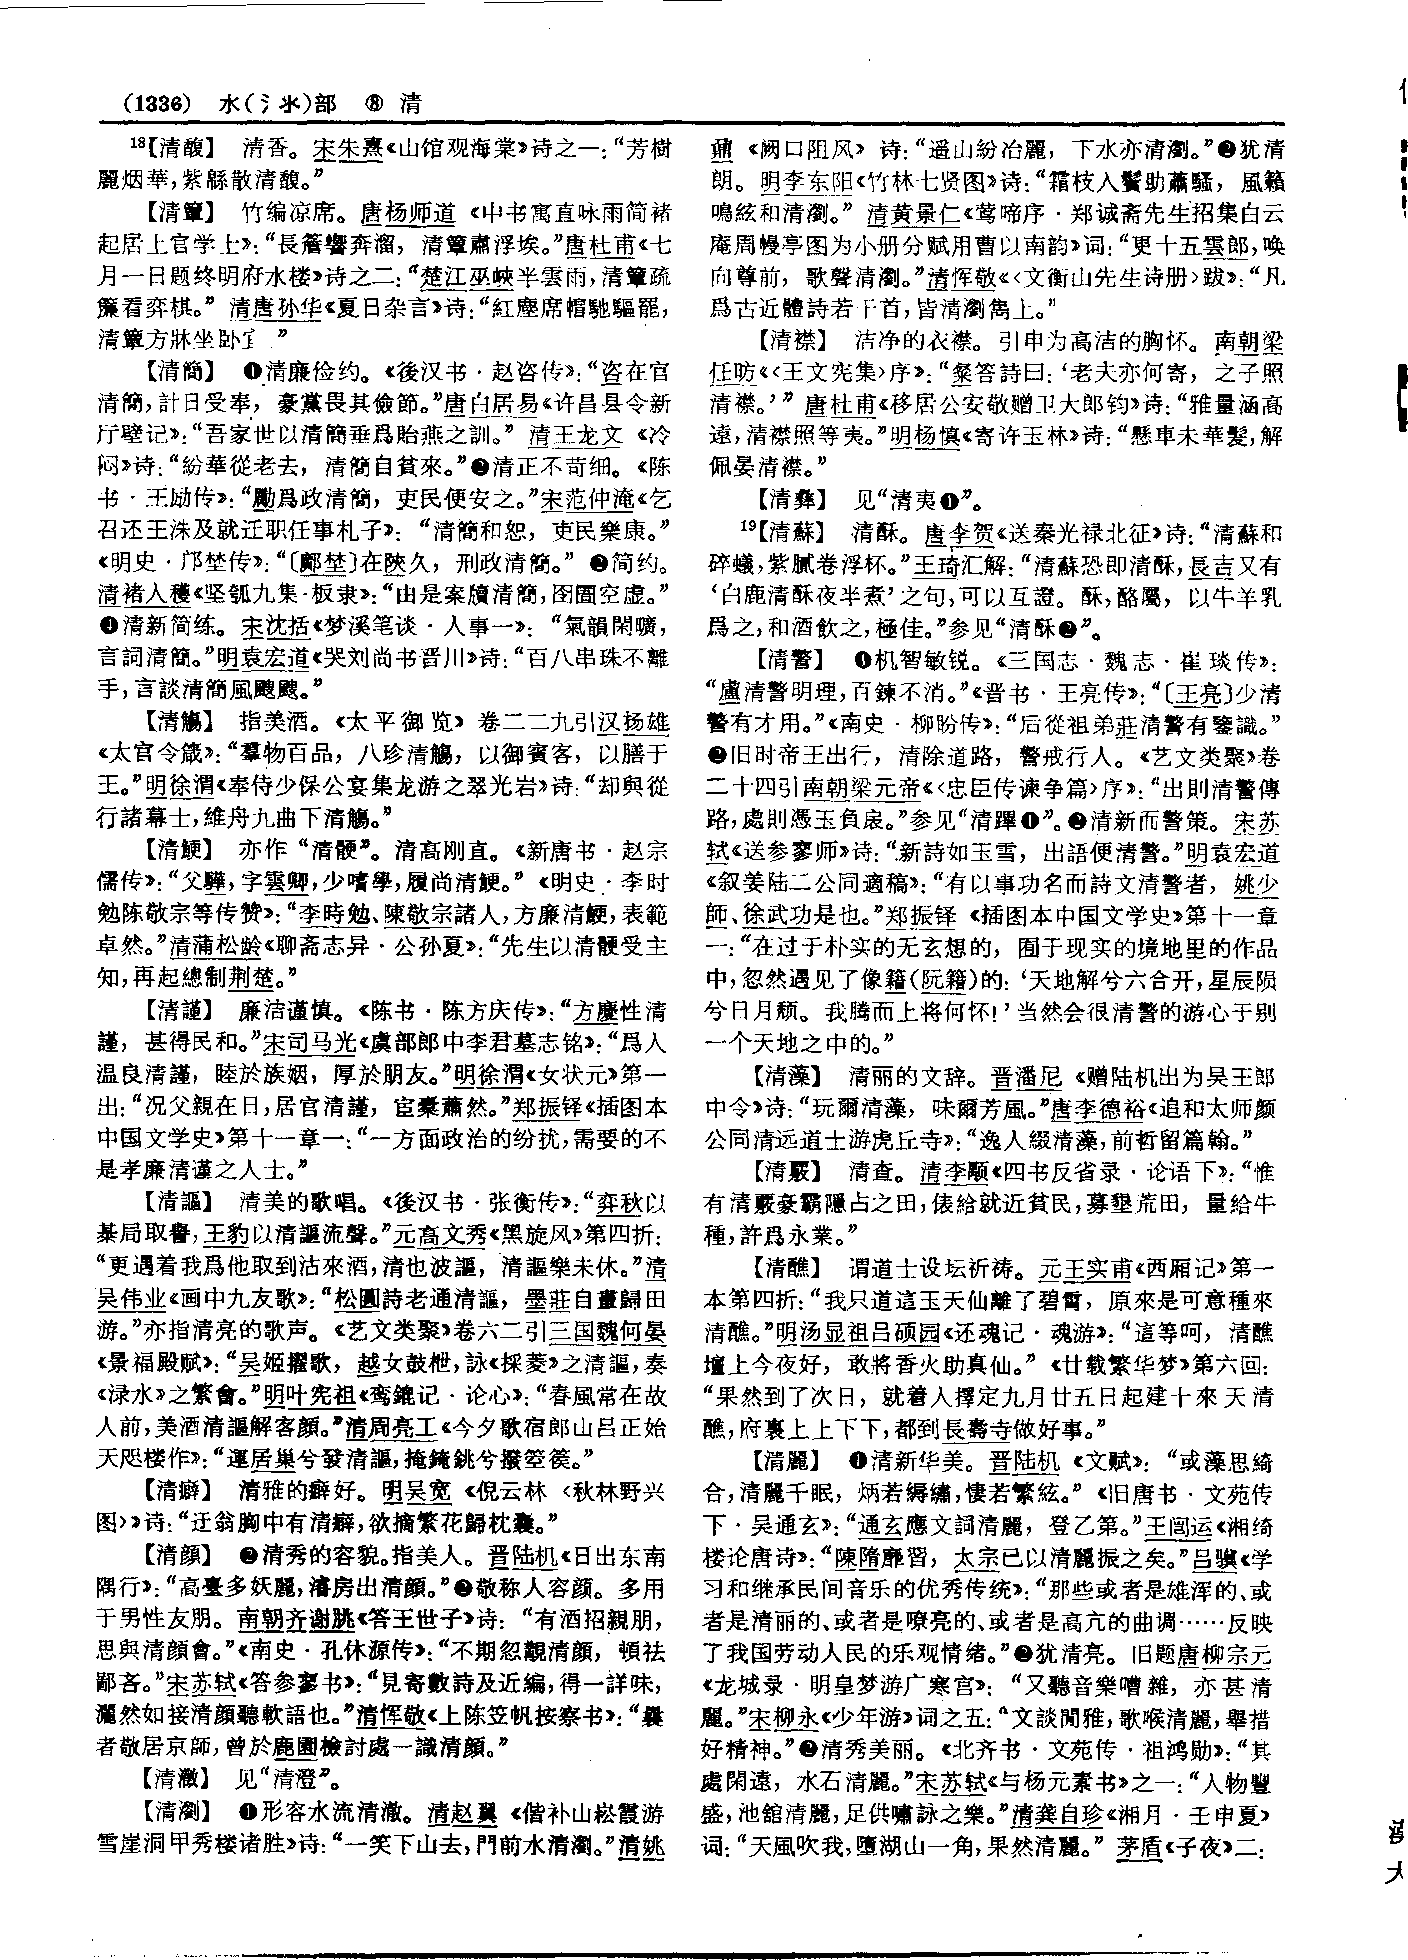 (1336) 水(氵氺)部 ⑧ 清
¹⁸【清馥】 清香。宋朱熹《山馆观海棠》诗之一：“芳樹
麗烟華，紫緜散清馥。”
【清簟】 竹编凉席。唐杨师道《中书寓直咏雨简褚
起居上官学士》：“長簷響奔溜，清簟肅浮埃。”唐杜甫《七
月一日题终明府水楼》诗之二：“楚江巫峽半雲雨，清簟疏
簾看弈棋。” 清唐孙华《夏日杂言》诗：“紅塵席帽馳驅罷，
清簟方牀坐卧宜。”
【清簡】 ❶清廉俭约。《後汉书·赵咨传》：“咨在官
清簡，計日受奉，豪黨畏其儉節。”唐白居易《许昌县令新
厅壁记》：“吾家世以清簡垂爲貽燕之訓。” 清王龙文《冷
闷》诗：“紛華從老去，清簡自貧來。”❷清正不苛细。《陈
书·王劢传》：“勱爲政清簡，吏民便安之。”宋范仲淹《乞
召还王洙及就迁职任事札子》：“清簡和恕，吏民樂康。”
《明史·邝埜传》：“〔鄺埜〕在陝久，刑政清簡。” ❸简约。
清褚人穫《坚瓠九集·板隶》：“由是案牘清簡，囹圄空虚。”
❹清新简练。宋沈括《梦溪笔谈·人事一》：“氣韻閑曠，
言詞清簡。”明袁宏道《哭刘尚书晋川》诗：“百八串珠不離
手，言談清簡風颼颼。”
【清觴】 指美酒。《太平御览》卷二二九引汉扬雄
《太官令箴》：“羣物百品，八珍清觴，以御賓客，以膳于
王。”明徐渭《奉侍少保公宴集龙游之翠光岩》诗：“却與從
行諸幕士，維舟九曲下清觴。”
【清鯁】 亦作“清骾”。清高刚直。《新唐书·赵宗
儒传》：“父驊，字雲卿，少嗜學，履尚清鯁。”《明史·李时
勉陈敬宗等传赞》：“李時勉、陳敬宗諸人，方廉清鯁，表範
卓然。”清蒲松龄《聊斋志异·公孙夏》：“先生以清骾受主
知，再起總制荆楚。”
【清謹】 廉洁谨慎。《陈书·陈方庆传》：“方慶性清
謹，甚得民和。”宋司马光《虞部郎中李君墓志铭》：“爲人
温良清謹，睦於族姻，厚於朋友。”明徐渭《女状元》第一
出：“况父親在日，居官清謹，宦橐蕭然。”郑振铎《插图本
中国文学史》第十一章一：“一方面政治的纷扰，需要的不
是孝廉清谨之人士。”
【清謳】 清美的歌唱。《後汉书·张衡传》：“弈秋以
棊局取譽，王豹以清謳流聲。”元高文秀《黑旋风》第四折：
“更遇着我爲他取到沽來酒，清也波謳，清謳樂未休。”清
吴伟业《画中九友歌》：“松圓詩老通清謳，墨莊自畫歸田
游。”亦指清亮的歌声。《艺文类聚》卷六二引三国魏何晏
《景福殿赋》：“吴姬擢歌，越女鼓枻，詠《採菱》之清謳，奏
《渌水》之繁會。”明叶宪祖《鸾鎞记·论心》：“春風常在故
人前，美酒清謳解客顔。”清周亮工《今夕歌宿郎山吕正始
天咫楼作》：“運居巢兮發清謳，掩銚兮撥箜篌。”
【清癖】 清雅的癖好。明吴宽《倪云林〈秋林野兴
图〉》诗：“迂翁胸中有清癖，欲摘繁花歸枕囊。”
【清顔】 ❶清秀的容貌。指美人。晋陆机《日出东南
隅行》：“高臺多妖麗，濬房出清顔。”❷敬称人容颜。多用
于男性友朋。南朝齐谢朓《答王世子》诗：“有酒招親朋，
思與清顔會。”《南史·孔休源传》：“不期忽覯清顔，頓祛
鄙吝。”宋苏轼《答参寥书》：“見寄數詩及近編，得一詳味，
灑然如接清顔聽軟語也。”清恽敬《上陈笠帆按察书》：“曩
者敬居京師，曾於鹿園檢討處一識清顔。”
【清瀓】 见“清澄”。
【清瀏】 ❶形容水流清澈。清赵翼《偕补山崧霞游
雪崖洞甲秀楼诸胜》诗：“一笑下山去，門前水清瀏。”清姚
鼐《阙口阻风》诗：“遥山紛冶麗，下水亦清瀏。”❷犹清
朗。明李东阳《竹林七贤图》诗：“霜枝入鬢助蕭騷，風籟
鳴絃和清瀏。” 清黄景仁《莺啼序·郑诚斋先生招集白云
庵周幔亭图为小册分赋用曹以南韵》词：“更十五雲郎，唤
向尊前，歌聲清瀏。”清恽敬《〈文衡山先生诗册〉跋》：“凡
爲古近體詩若干首，皆清瀏雋上。”
【清襟】 洁净的衣襟。引申为高洁的胸怀。南朝梁
任昉《〈王文宪集〉序》：“粲答詩曰：‘老夫亦何寄，之子照
清襟。’” 唐杜甫《移居公安敬赠卫大郎钧》诗：“雅量涵高
遠，清襟照等夷。”明杨慎《寄许玉林》诗：“懸車未華髮，解
佩晏清襟。”
【清彝】 见“清夷❶”。
¹⁹【清蘇】 清酥。唐李贺《送秦光禄北征》诗：“清蘇和
碎蟻，紫膩卷浮杯。”王琦汇解：“清蘇恐即清酥，長吉又有
‘白鹿清酥夜半煮’之句，可以互證。酥，酪屬，以牛羊乳
爲之，和酒飲之，極佳。”参见“清酥❷”。
【清警】 ❶机智敏锐。《三国志·魏志·崔琰传》：
“盧清警明理，百鍊不消。”《晋书·王亮传》：“〔王亮〕少清
警有才用。”《南史·柳盼传》：“后從祖弟莊清警有鑒識。”
❷旧时帝王出行，清除道路，警戒行人。《艺文类聚》卷
二十四引南朝梁元帝《〈忠臣传谏争篇〉序》：“出則清警傳
路，處則憑玉負扆。”参见“清蹕❶”。❸清新而警策。宋苏
轼《送参寥师》诗：“新詩如玉雪，出語便清警。”明袁宏道
《叙姜陆二公同適稿》：“有以事功名而詩文清警者，姚少
師、徐武功是也。”郑振铎《插图本中国文学史》第十一章
一：“在过于朴实的无玄想的，囿于现实的境地里的作品
中，忽然遇见了像籍(阮籍)的：‘天地解兮六合开，星辰陨
兮日月颓。我腾而上将何怀！’当然会很清警的游心于别
一个天地之中的。”
【清藻】 清丽的文辞。晋潘尼《赠陆机出为吴王郎
中令》诗：“玩爾清藻，味爾芳風。”唐李德裕《追和太师颜
公同清远道士游虎丘寺》：“逸人綴清藻，前哲留篇翰。”
【清覈】 清查。清李颙《四书反省录·论语下》：“惟
有清覈豪霸隱占之田，俵給就近貧民，募墾荒田，量給牛
種，許爲永業。”
【清醮】 谓道士设坛祈祷。元王实甫《西厢记》第一
本第四折：“我只道這玉天仙離了碧霄，原來是可意種來
清醮。”明汤显祖吕硕园《还魂记·魂游》：“這等呵，清醮
壇上今夜好，敢將香火助真仙。” 《廿载繁华梦》第六回：
“果然到了次日，就着人擇定九月廿五日起建十來天清
醮，府裏上上下下，都到長壽寺做好事。”
【清麗】 ❶清新华美。晋陆机《文赋》：“或藻思綺
合，清麗千眠，炳若縟繡，悽若繁絃。”《旧唐书·文苑传
下·吴通玄》：“通玄應文詞清麗，登乙第。”王闿运《湘绮
楼论唐诗》：“陳隋靡習，太宗已以清麗振之矣。”吕骥《学
习和继承民间音乐的优秀传统》：“那些或者是雄浑的、或
者是清丽的、或者是嘹亮的、或者是高亢的曲调……反映
了我国劳动人民的乐观情绪。”❷犹清亮。旧题唐柳宗元
《龙城录·明皇梦游广寒宫》：“又聽音樂嘈雜，亦甚清
麗。”宋柳永《少年游》词之五：“文談閒雅，歌喉清麗，舉措
好精神。”❸清秀美丽。《北齐书·文苑传·祖鸿勋》：“其
處閑遠，水石清麗。”宋苏轼《与杨元素书》之一：“人物豐
盛，池館清麗，足供嘯詠之樂。”清龚自珍《湘月·壬申夏》
词：“天風吹我，墮湖山一角，果然清麗。” 茅盾《子夜》二：